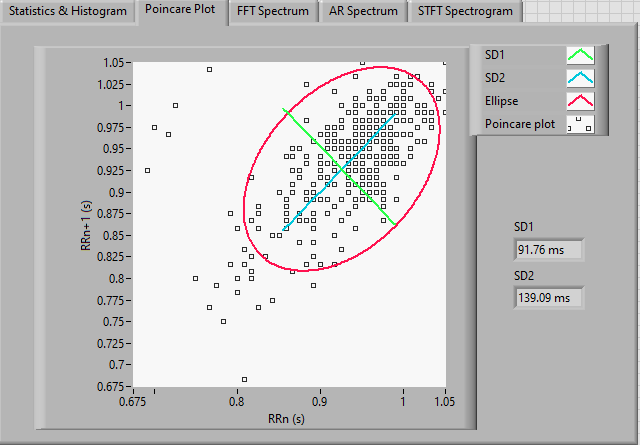 Statistics & Histogram
Poincare Plot
FFT Spectrum
AR Spectrum
STFT Spectrogram
SD1
SD2
Ellipse
Poincare plot
1.05
1.025
1
0.975
0.95
0.925
0.9
0.875
0.85
0.825
0.8
0.775
0.75
0.725
0.7
0.675
RRn+1 (s)
0.675
0.8
0.9
1
1.05
RRn (s)
SD1
91.76 ms
SD2
139.09 ms